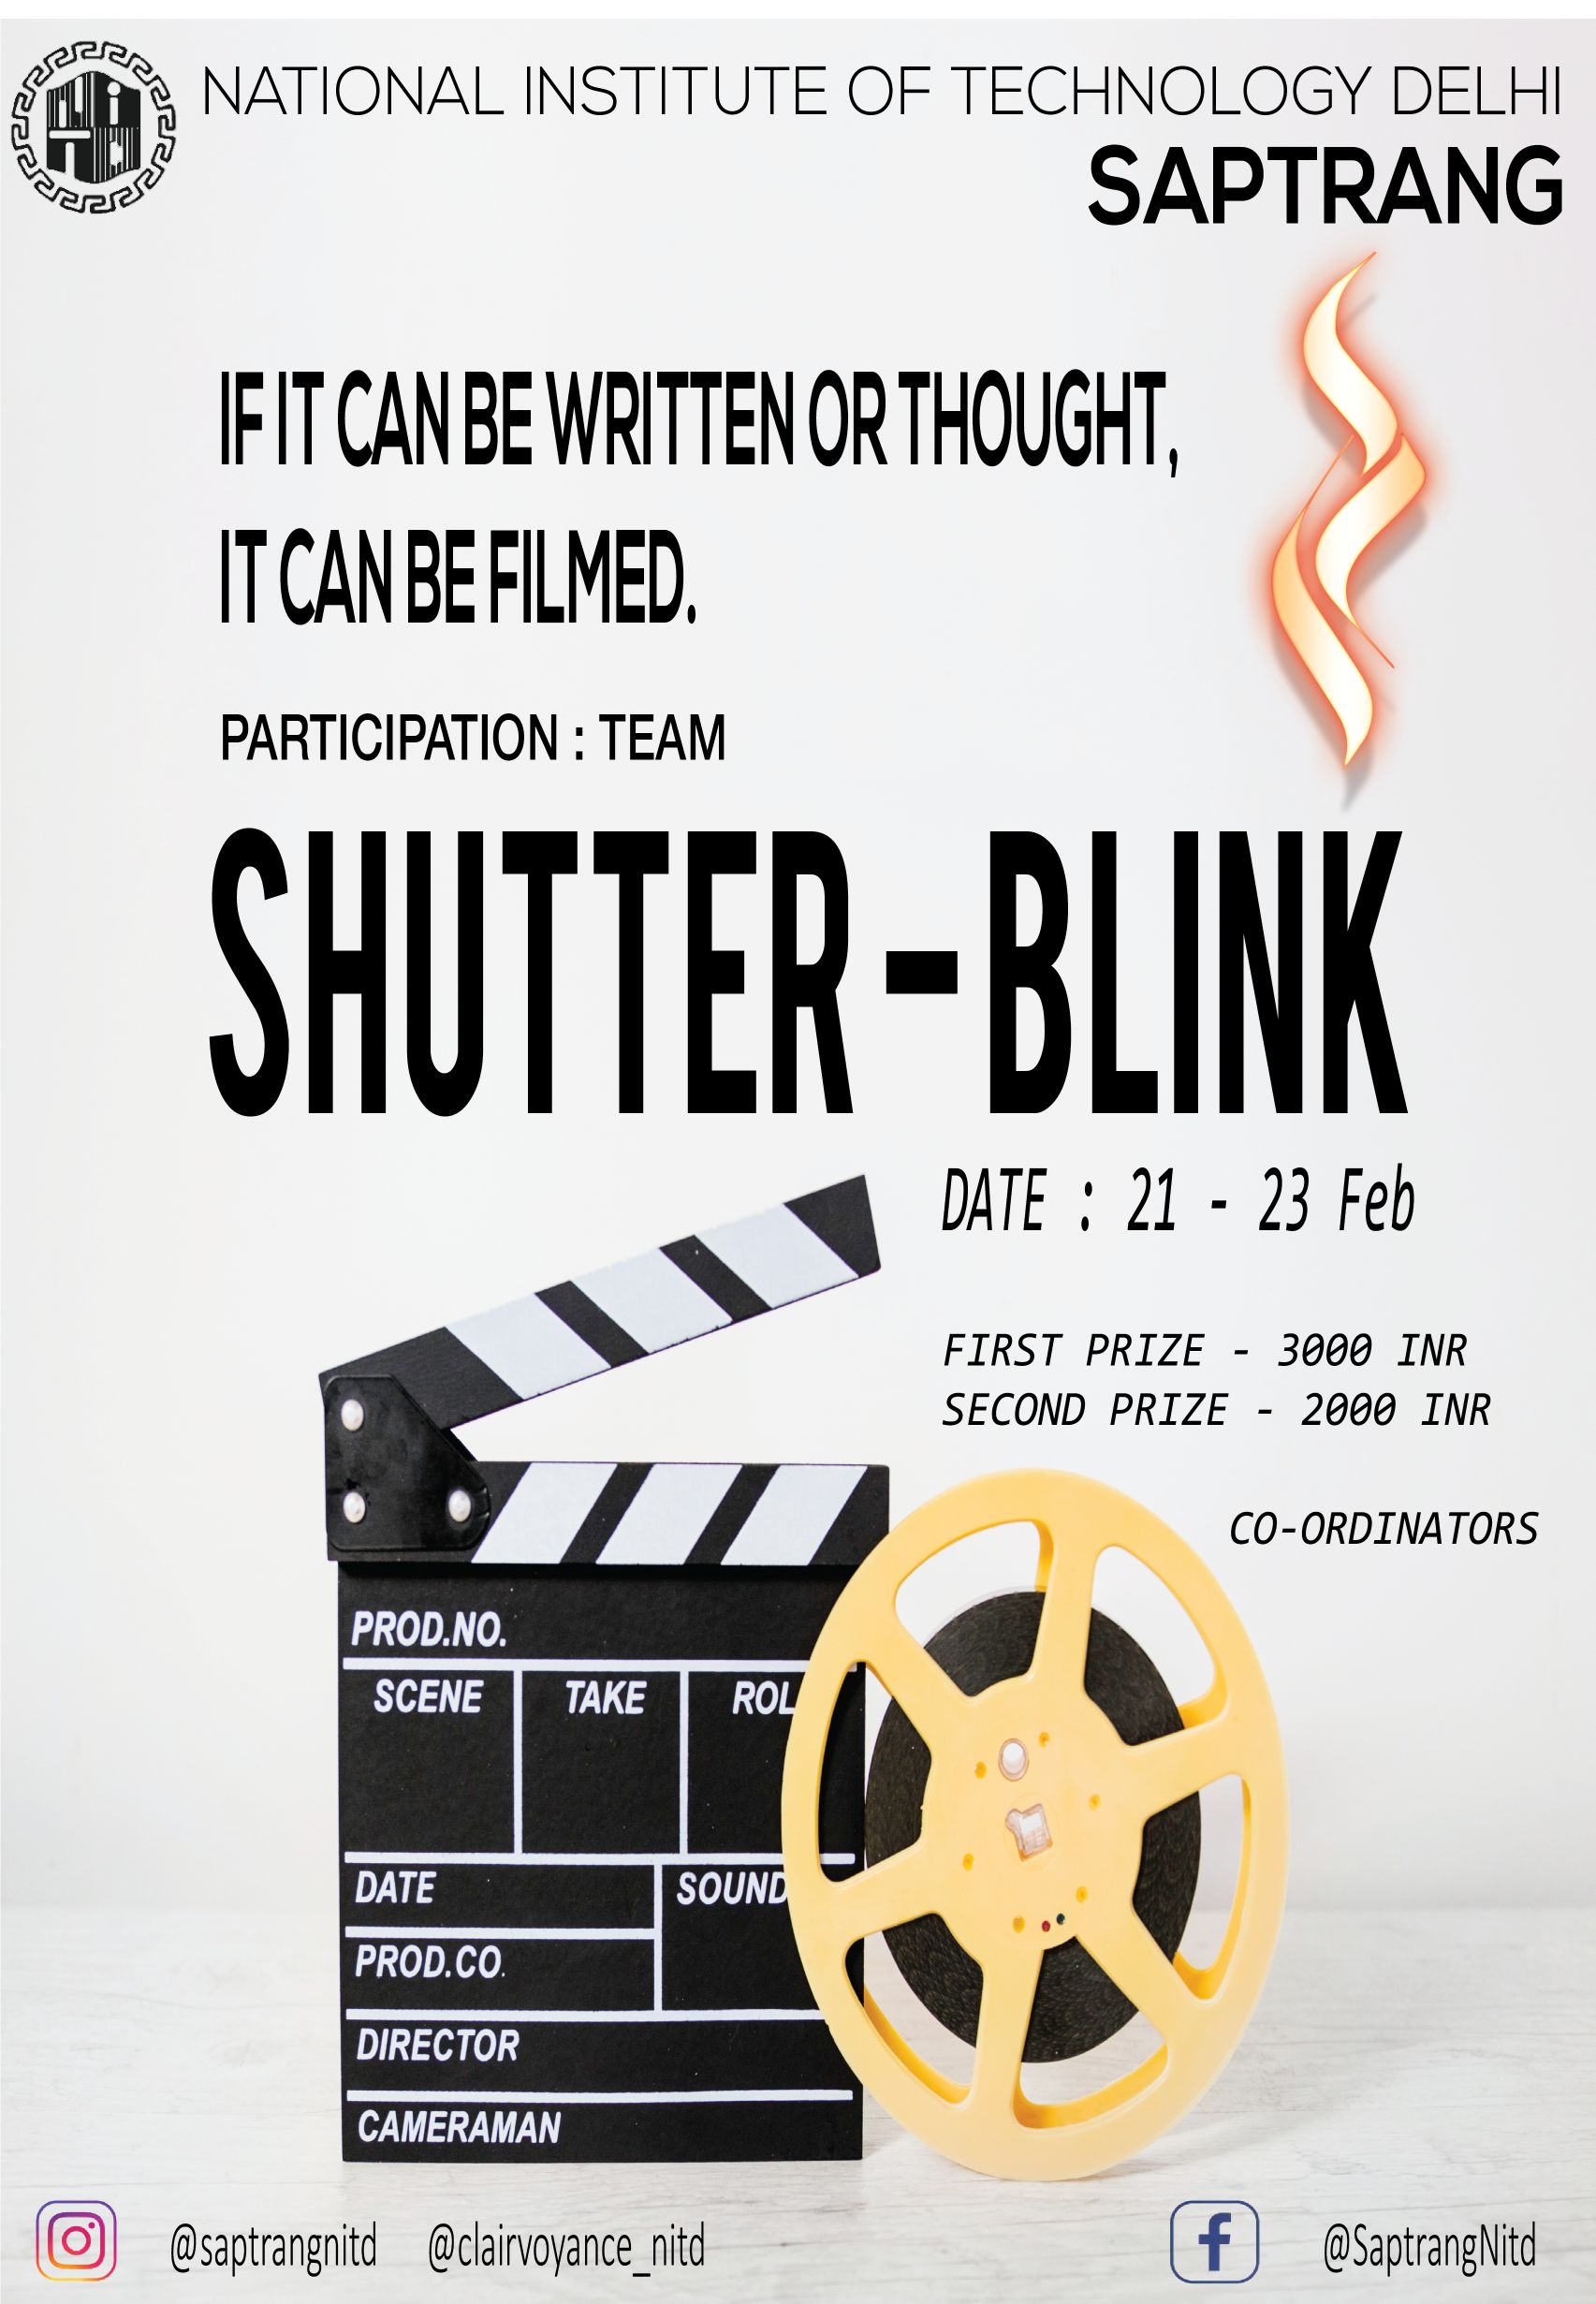 NATIONAL INSTITUTE OF TECHNOLOGY DELHI
SAPTRANG
IF IT CAN BE WRITTEN OR THOUGHT,
IT CAN BE FILMED.
PARTICIPATION : TEAM
SHUTTER-BLINK
DATE : 21 - 23 Feb
FIRST PRIZE - 3000 INR
SECOND PRIZE - 2000 INR
CO-ORDINATORS
PROD.NO.
SCENE TAKE ROL
DATE SOUND
PROD.CO.
DIRECTOR
CAMERAMAN
@saptrangnitd @clairvoyance_nitd @SaptrangNitd